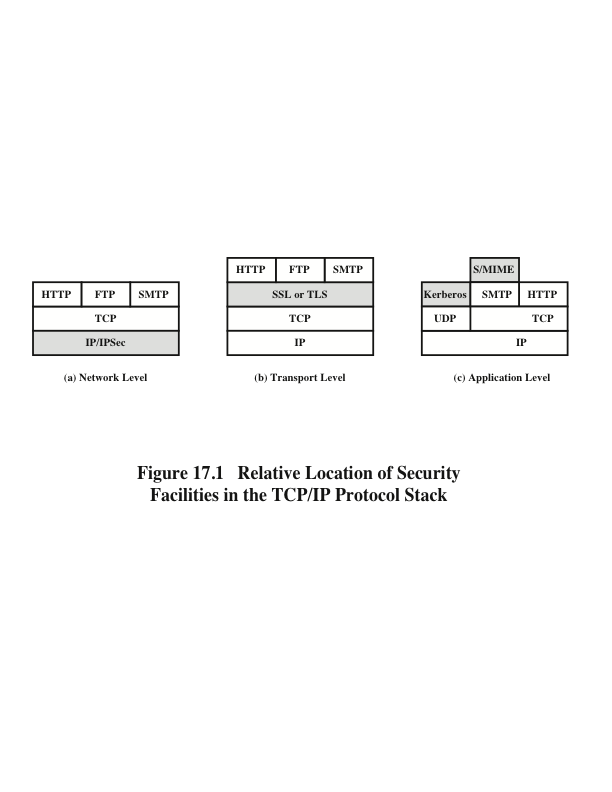 HTTP FTP SMTP
TCP
IP/IPSec
(a) Network Level
HTTP FTP SMTP
SSL or TLS
TCP
IP
(b) Transport Level
S/MIME
Kerberos SMTP HTTP
UDP TCP
IP
(c) Application Level
Figure 17.1 Relative Location of Security
Facilities in the TCP/IP Protocol Stack